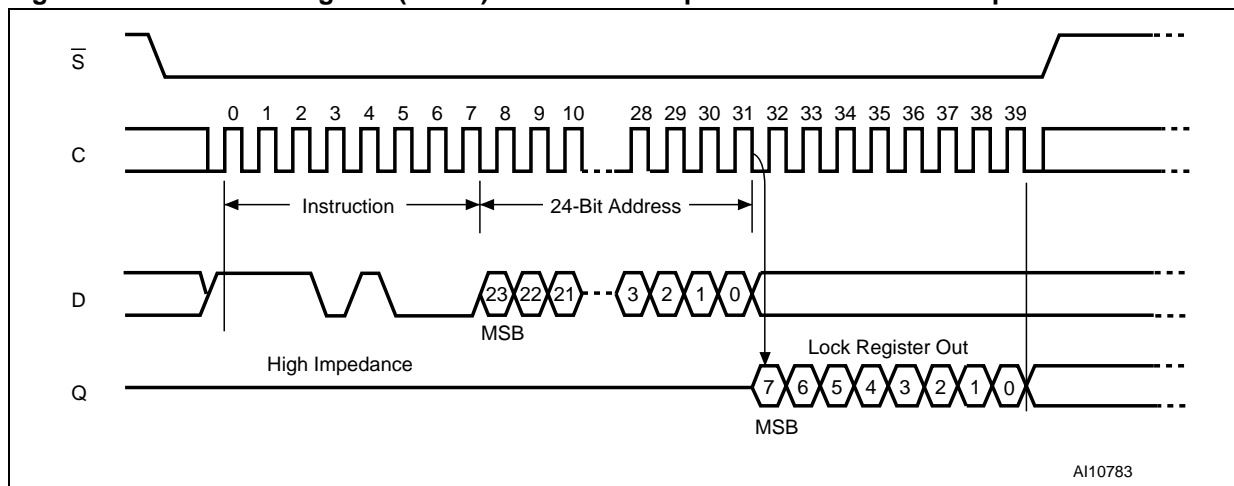 S
0 1 2 3 4 5 6 7 8 9 10 28 29 30 31 32 33 34 35 36 37 38 39
C
Instruction 24-Bit Address
D
23 22 21 3 2 1 0
MSB
High Impedance
Lock Register Out
Q
7 6 5 4 3 2 1 0
MSB
AI10783